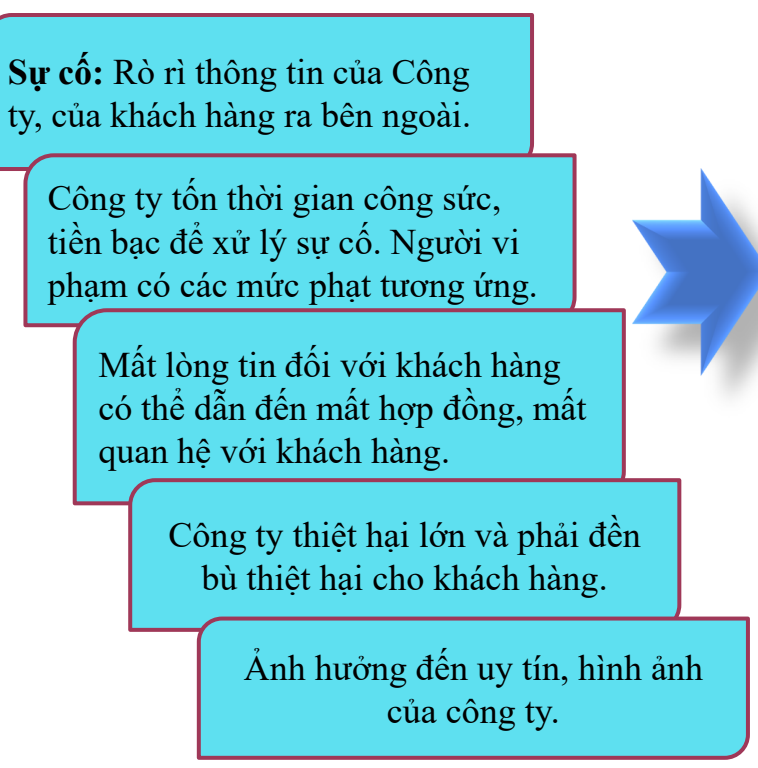 Sự cố: Rò rì thông tin của Công
ty, của khách hàng ra bên ngoài.
Công ty tốn thời gian công sức,
tiền bạc để xử lý sự cố. Người vi
phạm có các mức phạt tương ứng.
Mất lòng tin đối với khách hàng
có thể dẫn đến mất hợp đồng, mất
quan hệ với khách hàng.
Công ty thiệt hại lớn và phải đền
bù thiệt hại cho khách hàng.
Ảnh hưởng đến uy tín, hình ảnh
của công ty.